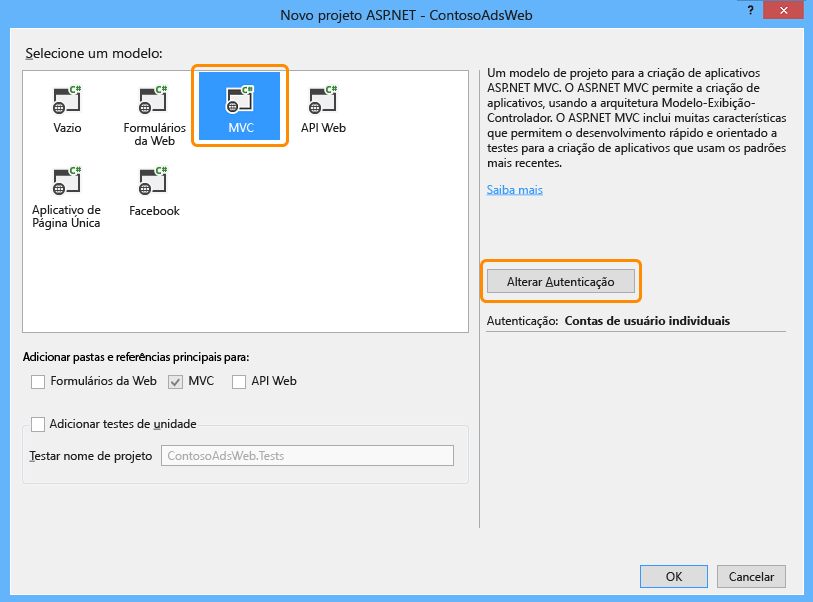 Novo projeto ASP.NET - ContosoAdsWeb
?
Selecione um modelo:
C#
Vazio
C#
Formulários
da Web
C#
MVC
C#
API Web
C#
Aplicativo de
Página Única
C#
Facebook
Um modelo de projeto para a criação de aplicativos
ASP.NET MVC. O ASP.NET MVC permite a criação de
aplicativos, usando a arquitetura Modelo-Exibição-
Controlador. O ASP.NET MVC inclui muitas características
que permitem o desenvolvimento rápido e orientado a
testes para a criação de aplicativos que usam os padrões
mais recentes.
Saiba mais
Alterar Autenticação
Autenticação: Contas de usuário individuais
Adicionar pastas e referências principais para:
Formulários da Web MVC API Web
Adicionar testes de unidade
Testar nome de projeto ContosoAdsWeb.Tests
OK Cancelar